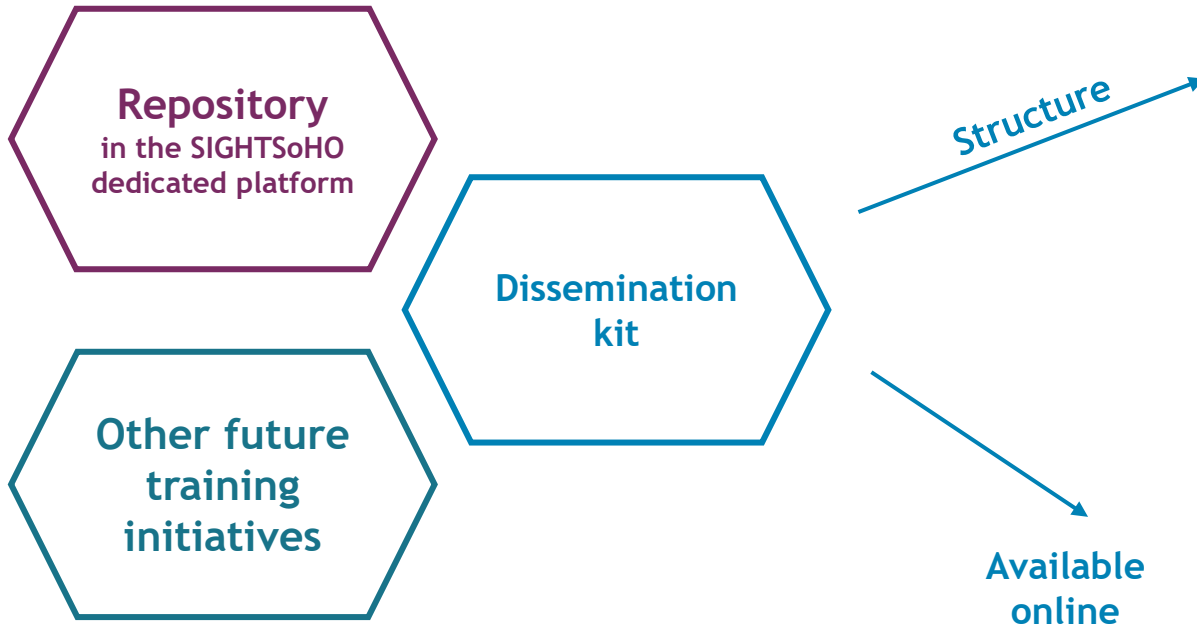 Repository
in the SIGHTSoHO
dedicated platform
Structure
Dissemination
kit
Other future
training
initiatives
Available
online